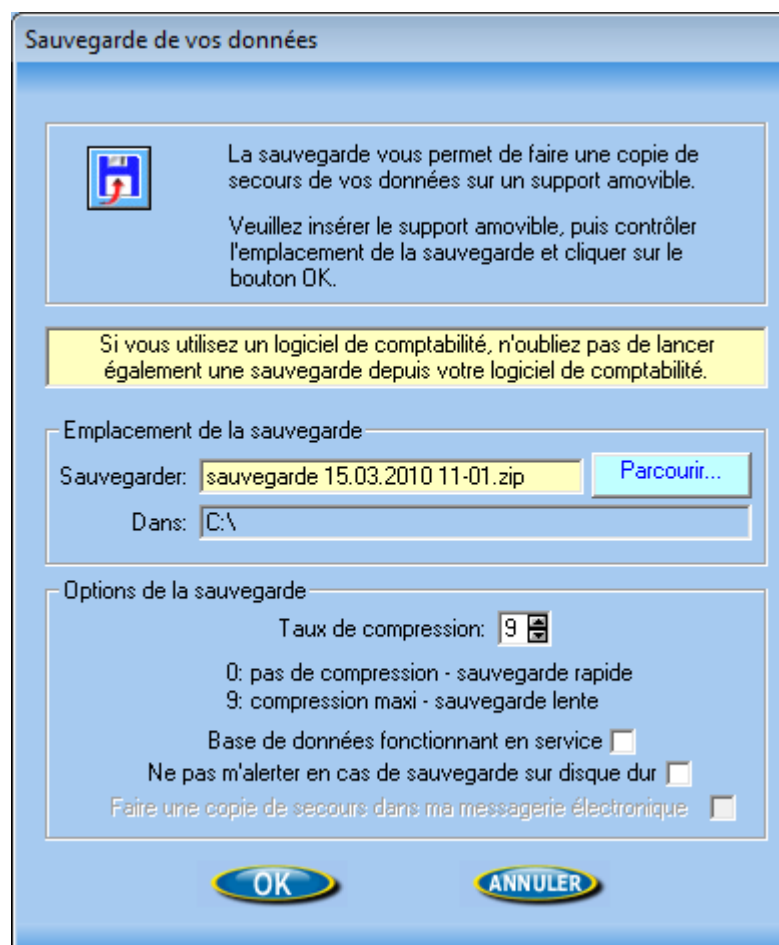 Sauvegarde de vos données
La sauvegarde vous permet de faire une copie de
secours de vos données sur un support amovible.
Veuillez insérer le support amovible, puis contrôler
l'emplacement de la sauvegarde et cliquer sur le
bouton OK.
Si vous utilisez un logiciel de comptabilité, n'oubliez pas de lancer
également une sauvegarde depuis votre logiciel de comptabilité.
Emplacement de la sauvegarde
Sauvegarder: sauvegarde 15.03.2010 11-01.zip Parcourir...
Dans: C:\
Options de la sauvegarde
Taux de compression: 9
0: pas de compression - sauvegarde rapide
9: compression maxi - sauvegarde lente
Base de données fonctionnant en service
Ne pas m'alerter en cas de sauvegarde sur disque dur
Faire une copie de secours dans ma messagerie électronique
OK ANNULER